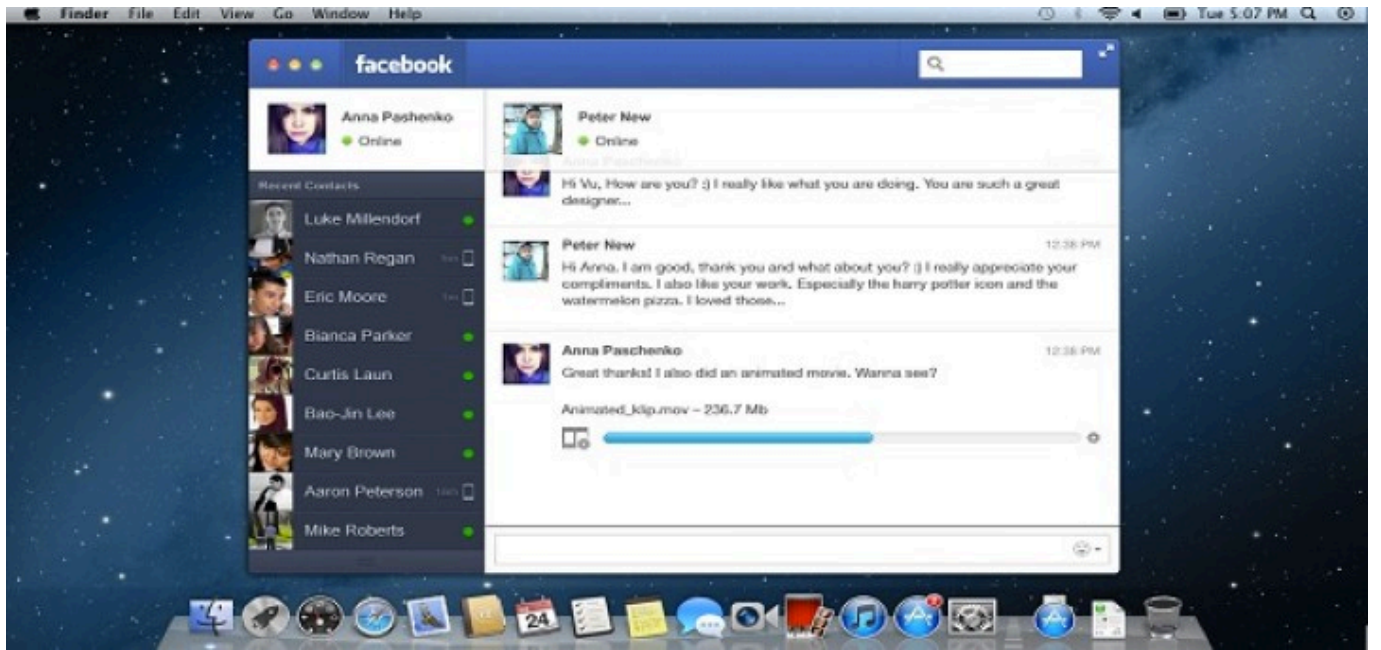 Finder File Edit View Go Window Help
Tue 5:07 PM
facebook
Anna Pashenko
Online
Recent Contacts
Luke Millendorf
Nathan Regan
Eric Moore
Bianca Parker
Curtis Laun
Bao-Jin Lee
Mary Brown
Aaron Peterson
Mike Roberts
Peter New
Online
Anna Paschenko
Hi Vu, How are you? :) I really like what you are doing. You are such a great
designer...
Peter New 12:38 PM
Hi Anna. I am good, thank you and what about you? :) I really appreciate your
compliments. I also like your work. Especially the harry potter icon and the
watermelon pizza. I loved those...
Anna Paschenko 12:38 PM
Great thanks! I also did an animated movie. Wanna see?
Animated_klip.mov – 236.7 Mb
24